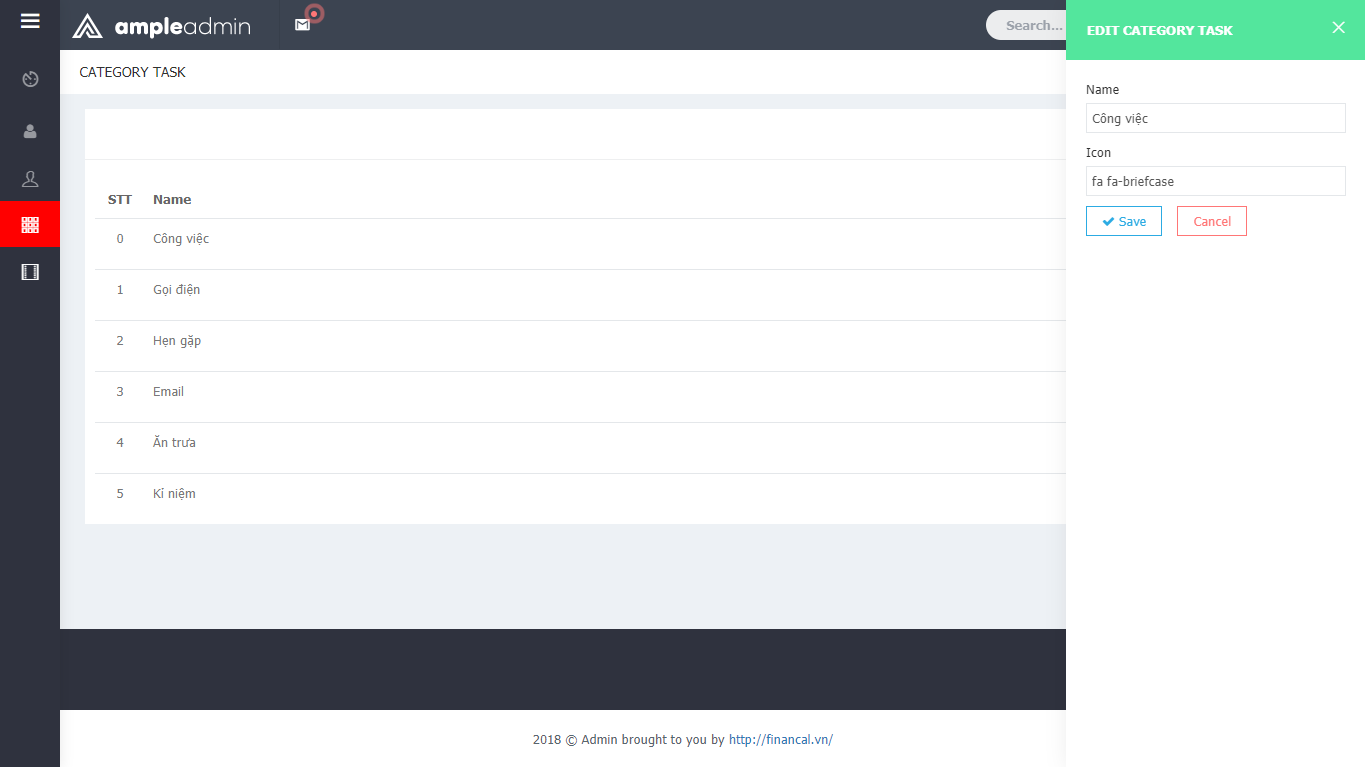 ampleadmin
Search...
CATEGORY TASK
STT Name
0 Công việc
1 Gọi điện
2 Hẹn gặp
3 Email
4 Ăn trưa
5 Kỉ niệm
2018 © Admin brought to you by http://financal.vn/
EDIT CATEGORY TASK
Name
Công việc
Icon
fa fa-briefcase
Save Cancel